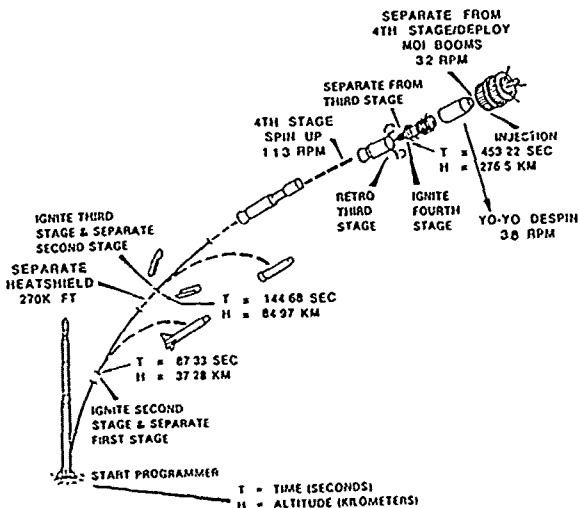 SEPARATE FROM
4TH STAGE/DEPLOY
MOI BOOMS
32 RPM
SEPARATE FROM
THIRD STAGE
4TH STAGE
SPIN UP
113 RPM
INJECTION
T = 453.22 SEC
H = 276.5 KM
RETRO
THIRD
STAGE
IGNITE
FOURTH
STAGE
YO-YO DESPIN
38 RPM
IGNITE THIRD
STAGE & SEPARATE
SECOND STAGE
SEPARATE
HEATSHIELD
270K FT
T = 144.68 SEC
H = 84.97 KM
T = 87.33 SEC
H = 37.28 KM
IGNITE SECOND
STAGE & SEPARATE
FIRST STAGE
START PROGRAMMER
T = TIME (SECONDS)
H = ALTITUDE (KILOMETERS)